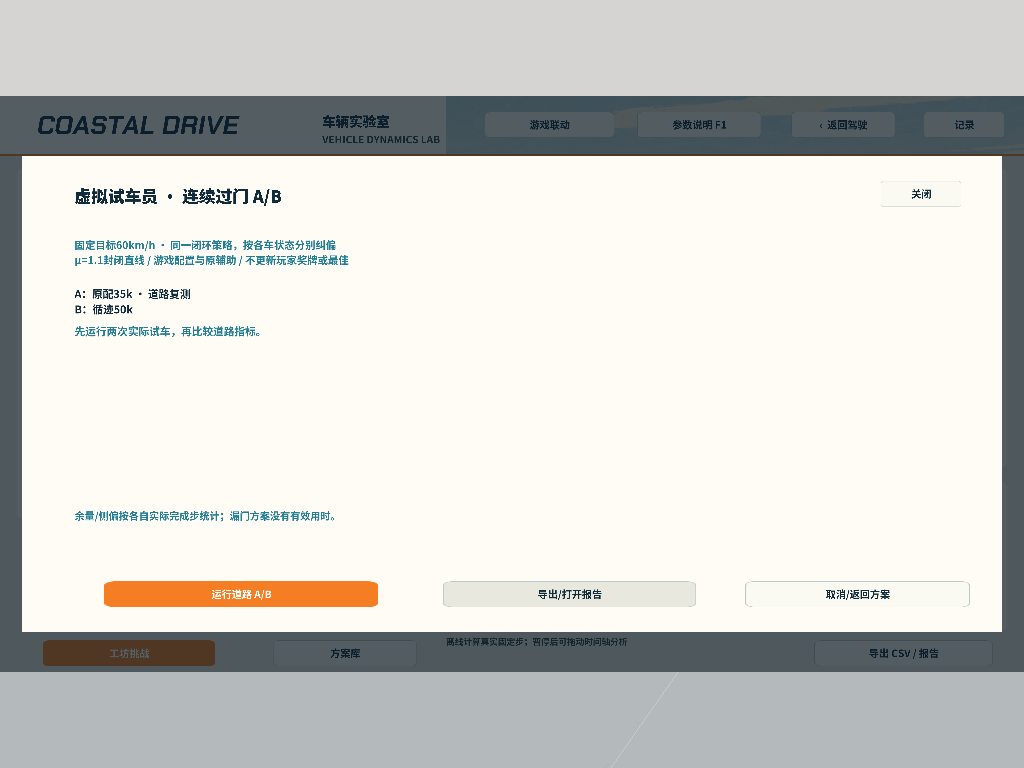 COASTAL DRIVE
车辆实验室
VEHICLE DYNAMICS LAB
游戏联动
参数说明 F1
‹ 返回驾驶
记录
虚拟试车员 · 连续过门 A/B
关闭
固定目标60km/h · 同一闭环策略，按各车状态分别纠偏
μ=1.1封闭直线 / 游戏配置与原辅助 / 不更新玩家奖牌或最佳
A：原配35k · 道路复测
B：循迹50k
先运行两次实际试车，再比较道路指标。
余量/侧偏按各自实际完成步统计；漏门方案没有有效用时。
运行道路 A/B
导出/打开报告
取消/返回方案
工坊挑战
方案库
离线计算真实固定步；暂停后可拖动时间轴分析
导出 CSV / 报告